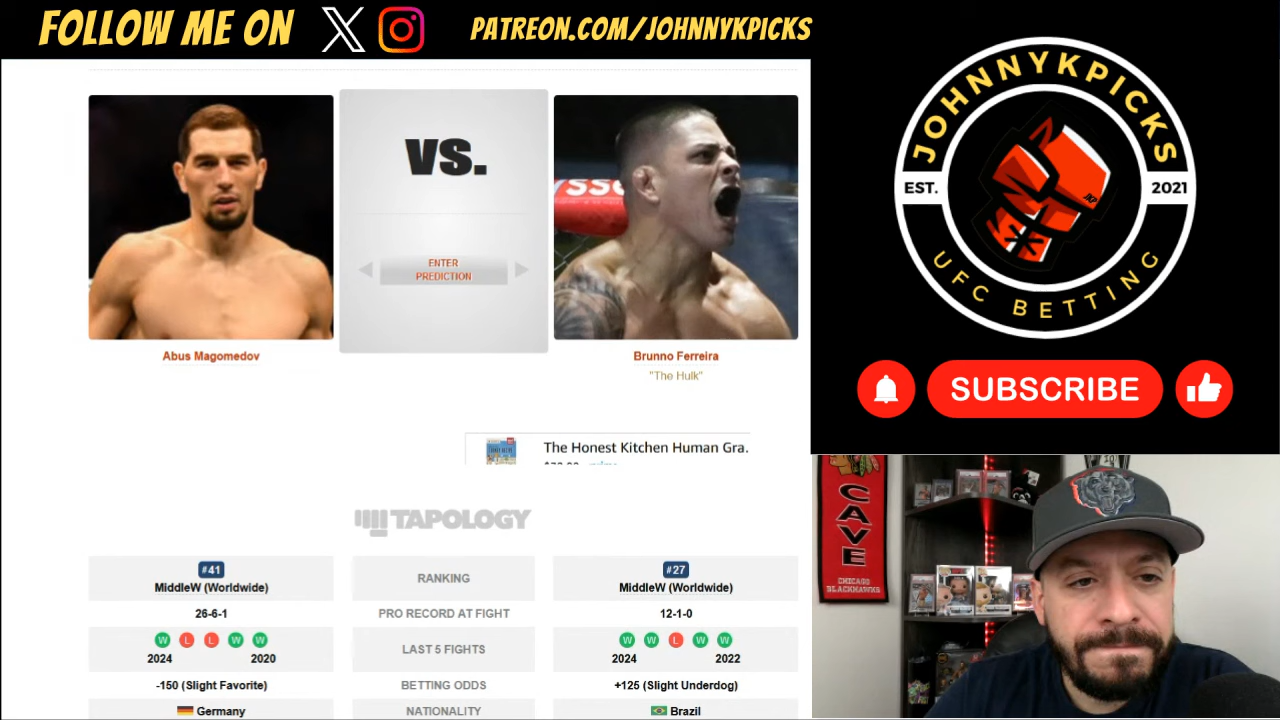 FOLLOW ME ON
PATREON.COM/JOHNNYKPICKS
VS.
ENTER
PREDICTION
Abus Magomedov
Brunno Ferreira
"The Hulk"
The Honest Kitchen Human Gra.
TAPOLOGY
#41
MiddleW (Worldwide)
RANKING
#27
MiddleW (Worldwide)
26-6-1
PRO RECORD AT FIGHT
12-1-0
W L L W W
2024 2020
LAST 5 FIGHTS
W W L W W
2024 2022
-150 (Slight Favorite)
BETTING ODDS
+125 (Slight Underdog)
Germany
NATIONALITY
Brazil
JOHNNYKPICKS
EST. 2021
JKP
UFC BETTING
SUBSCRIBE
CAVE
CHICAGO
BLACKHAWKS